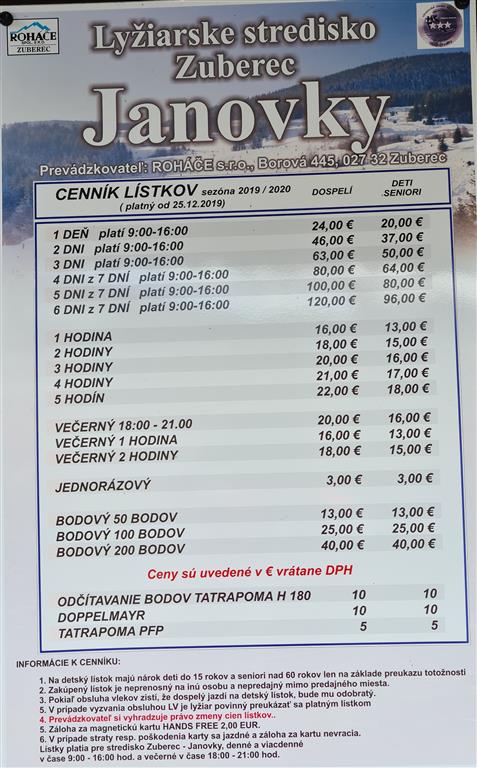 ROHÁČE
SPOL. S R.O.
ZUBEREC
Lyžiarske stredisko
Zuberec
Janovky
Prevádzkovateľ: ROHÁČE s.r.o., Borová 445, 027 32 Zuberec
CENNÍK LÍSTKOV sezóna 2019 / 2020 DOSPELÍ DETI SENIORI
( platný od 25.12.2019)
1 DEŇ platí 9:00-16:00 24,00 € 20,00 €
2 DNI platí 9:00-16:00 46,00 € 37,00 €
3 DNI platí 9:00-16:00 63,00 € 50,00 €
4 DNI z 7 DNÍ platí 9:00-16:00 80,00 € 64,00 €
5 DNI z 7 DNÍ platí 9:00-16:00 100,00 € 80,00 €
6 DNI z 7 DNÍ platí 9:00-16:00 120,00 € 96,00 €
1 HODINA 16,00 € 13,00 €
2 HODINY 18,00 € 15,00 €
3 HODINY 20,00 € 16,00 €
4 HODINY 21,00 € 17,00 €
5 HODÍN 22,00 € 18,00 €
VEČERNÝ 18:00 - 21.00 20,00 € 16,00 €
VEČERNÝ 1 HODINA 16,00 € 13,00 €
VEČERNÝ 2 HODINY 18,00 € 15,00 €
JEDNORÁZOVÝ 3,00 € 3,00 €
BODOVÝ 50 BODOV 13,00 € 13,00 €
BODOVÝ 100 BODOV 25,00 € 25,00 €
BODOVÝ 200 BODOV 40,00 € 40,00 €
Ceny sú uvedené v € vrátane DPH
ODČÍTAVANIE BODOV TATRAPOMA H 180 10 10
DOPPELMAYR 10 10
TATRAPOMA PFP 5 5
INFORMÁCIE K CENNÍKU:
1. Na detský lístok majú nárok deti do 15 rokov a seniori nad 60 rokov len na základe preukazu totožnosti
2. Zakúpený lístok je neprenosný na inú osobu a nepredajný mimo predajného miesta.
3. Pokiaľ obsluha vlekov zistí, že dospelý jazdí na detský lístok, bude mu odobratý.
4. V prípade vyzvania obsluhou LV je lyžiar povinný preukázať sa platným lístkom
4. Prevádzkovateľ si vyhradzuje právo zmeny cien lístkov..
5. Záloha za magnetickú kartu HANDS FREE 2,00 EUR.
6. V prípade straty resp. poškodenia karty sa jazdné a záloha za kartu nevracia.
Lístky platia pre stredisko Zuberec - Janovky, denné a viacdenné
v čase 9:00 - 16:00 hod. a večerné v čase 18:00 - 21:00 hod.